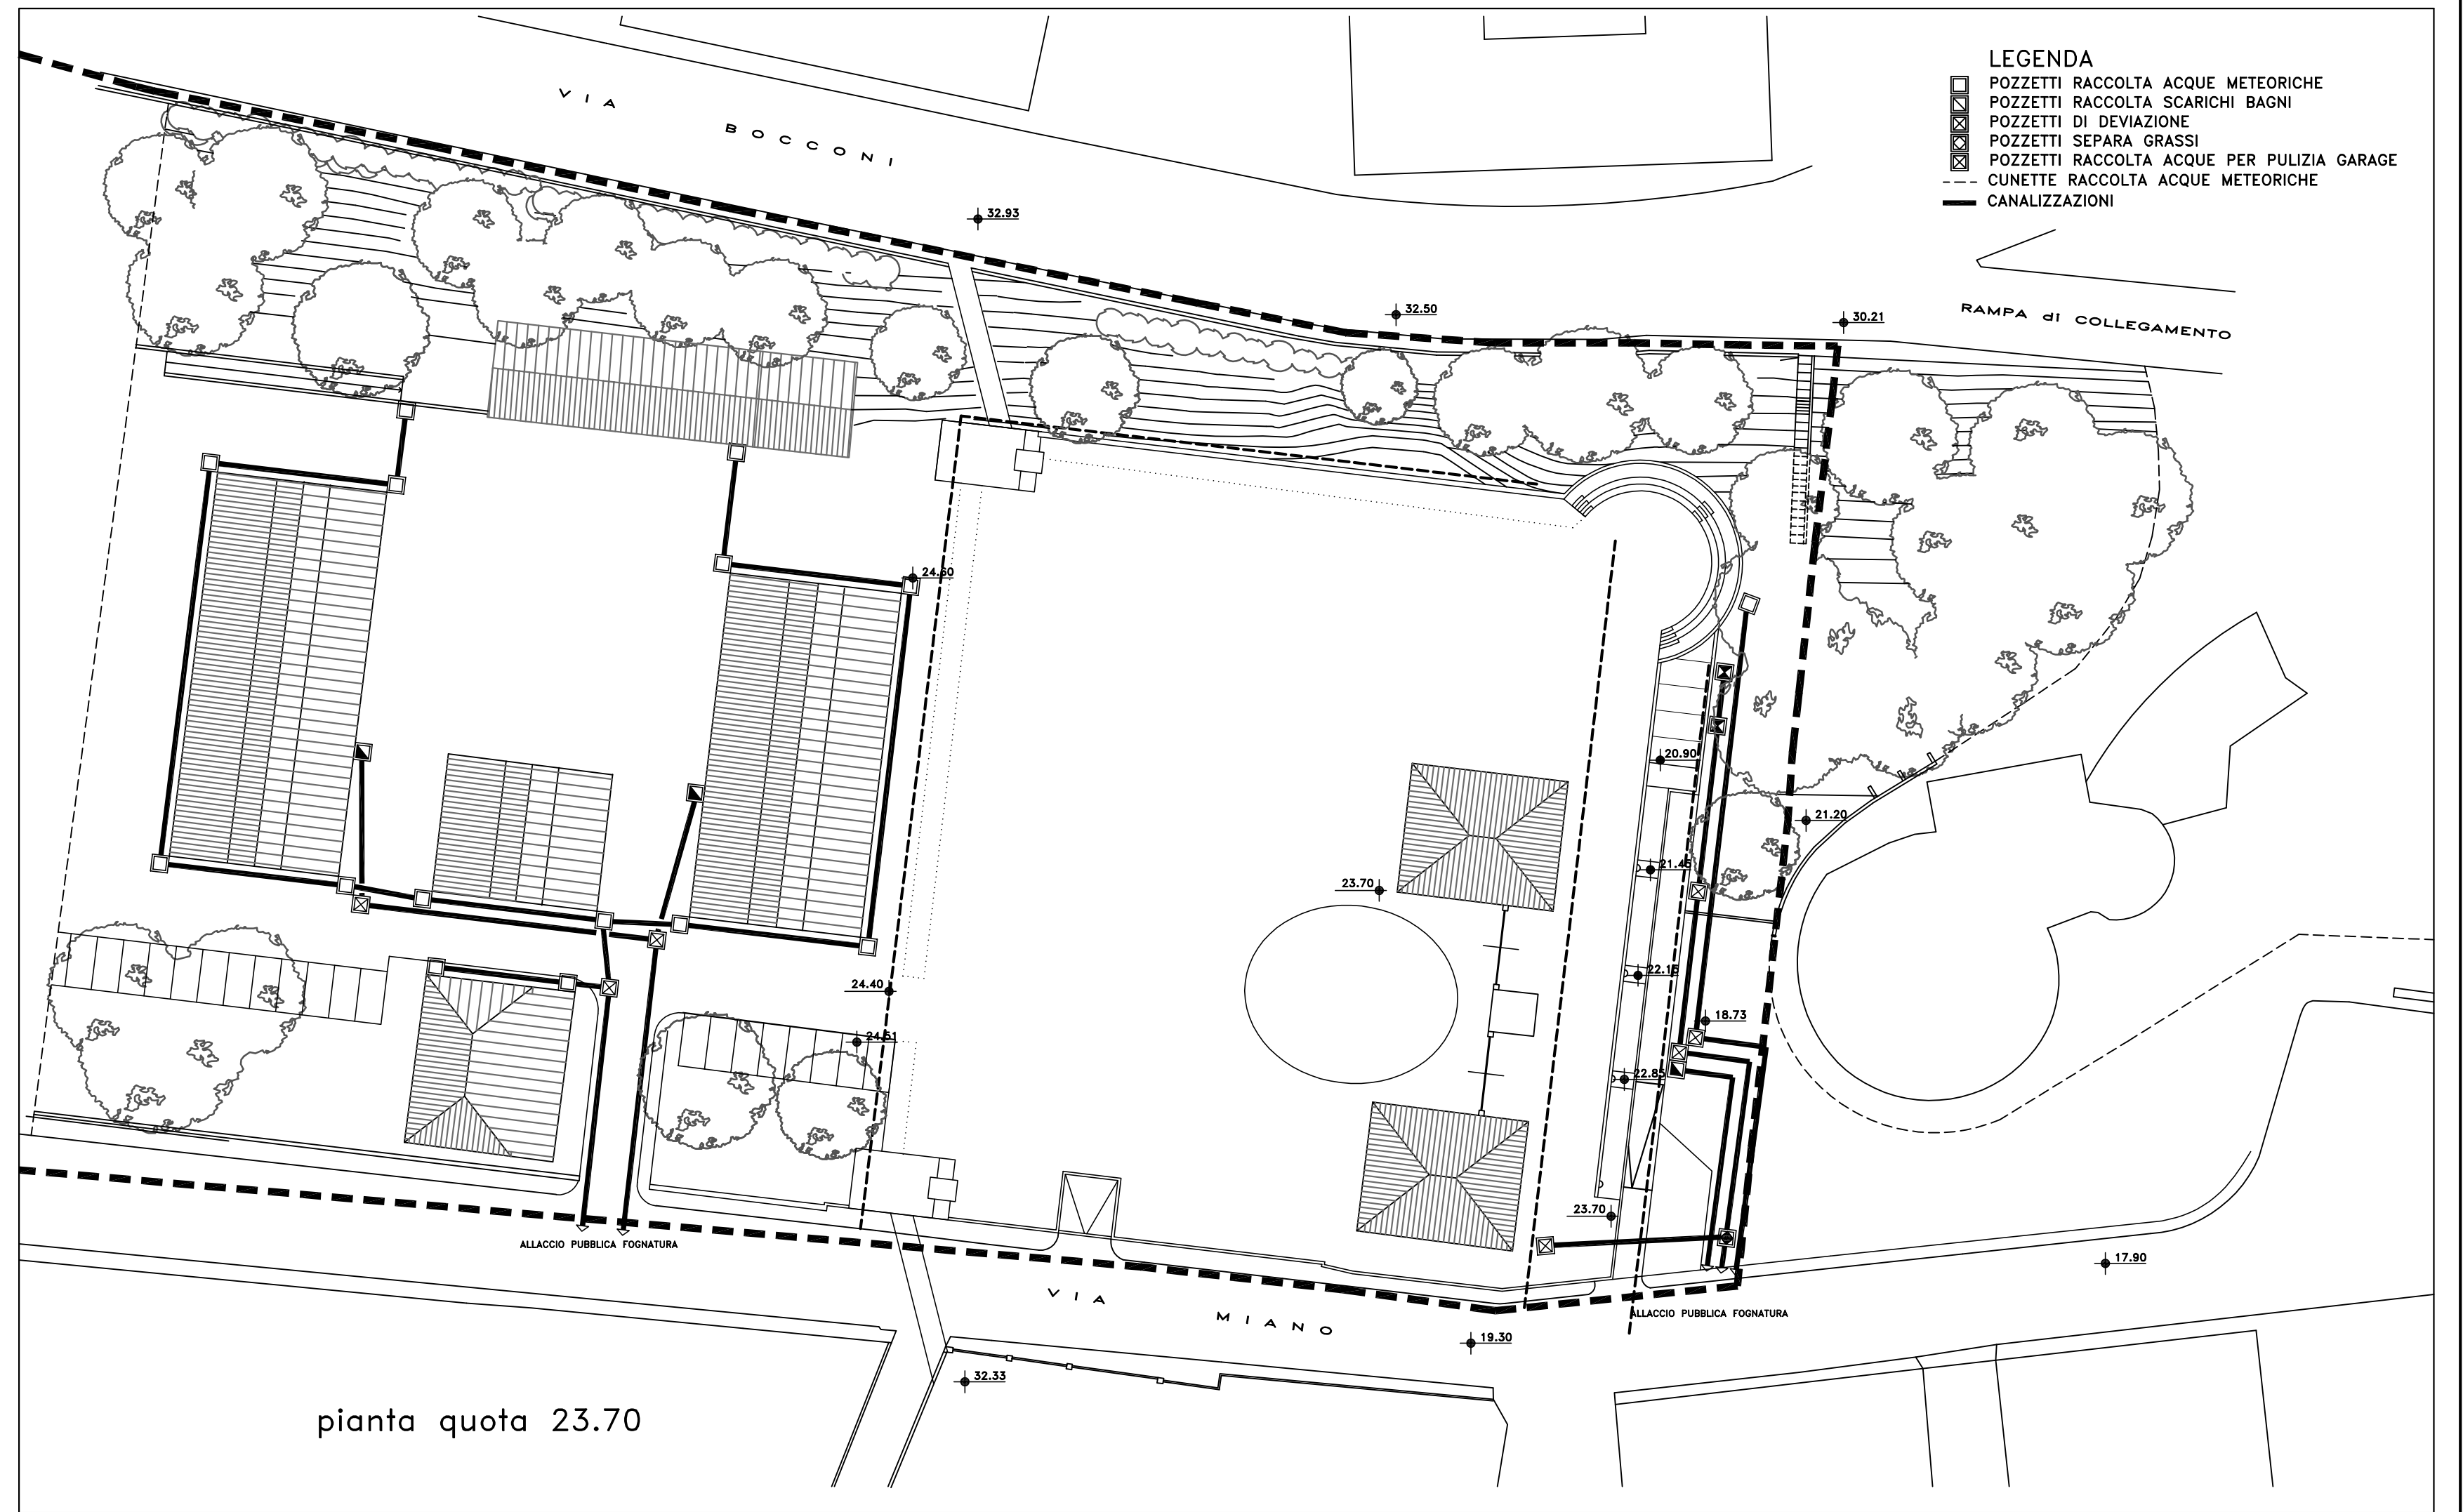 LEGENDA
POZZETTI RACCOLTA ACQUE METEORICHE
POZZETTI RACCOLTA SCARICHI BAGNI
POZZETTI DI DEVIAZIONE
POZZETTI SEPARA GRASSI
POZZETTI RACCOLTA ACQUE PER PULIZIA GARAGE
CUNETTE RACCOLTA ACQUE METEORICHE
CANALIZZAZIONI
VIA BOCCONI
32.93
32.50
30.21
RAMPA di COLLEGAMENTO
24.60
20.90
21.20
21.45
23.70
22.15
24.40
18.73
24.51
22.85
23.70
ALLACCIO PUBBLICA FOGNATURA
17.90
VIA MIANO
ALLACCIO PUBBLICA FOGNATURA
19.30
32.33
pianta quota 23.70